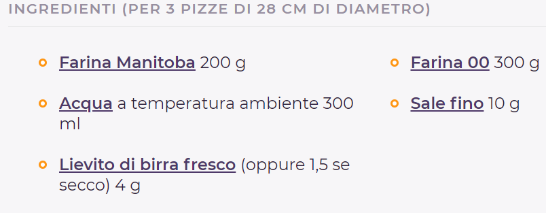 INGREDIENTI (PER 3 PIZZE DI 28 CM DI DIAMETRO)
Farina Manitoba 200 g
Acqua a temperatura ambiente 300
ml
Lievito di birra fresco (oppure 1,5 se
secco) 4 g
Farina 00 300 g
Sale fino 10 g